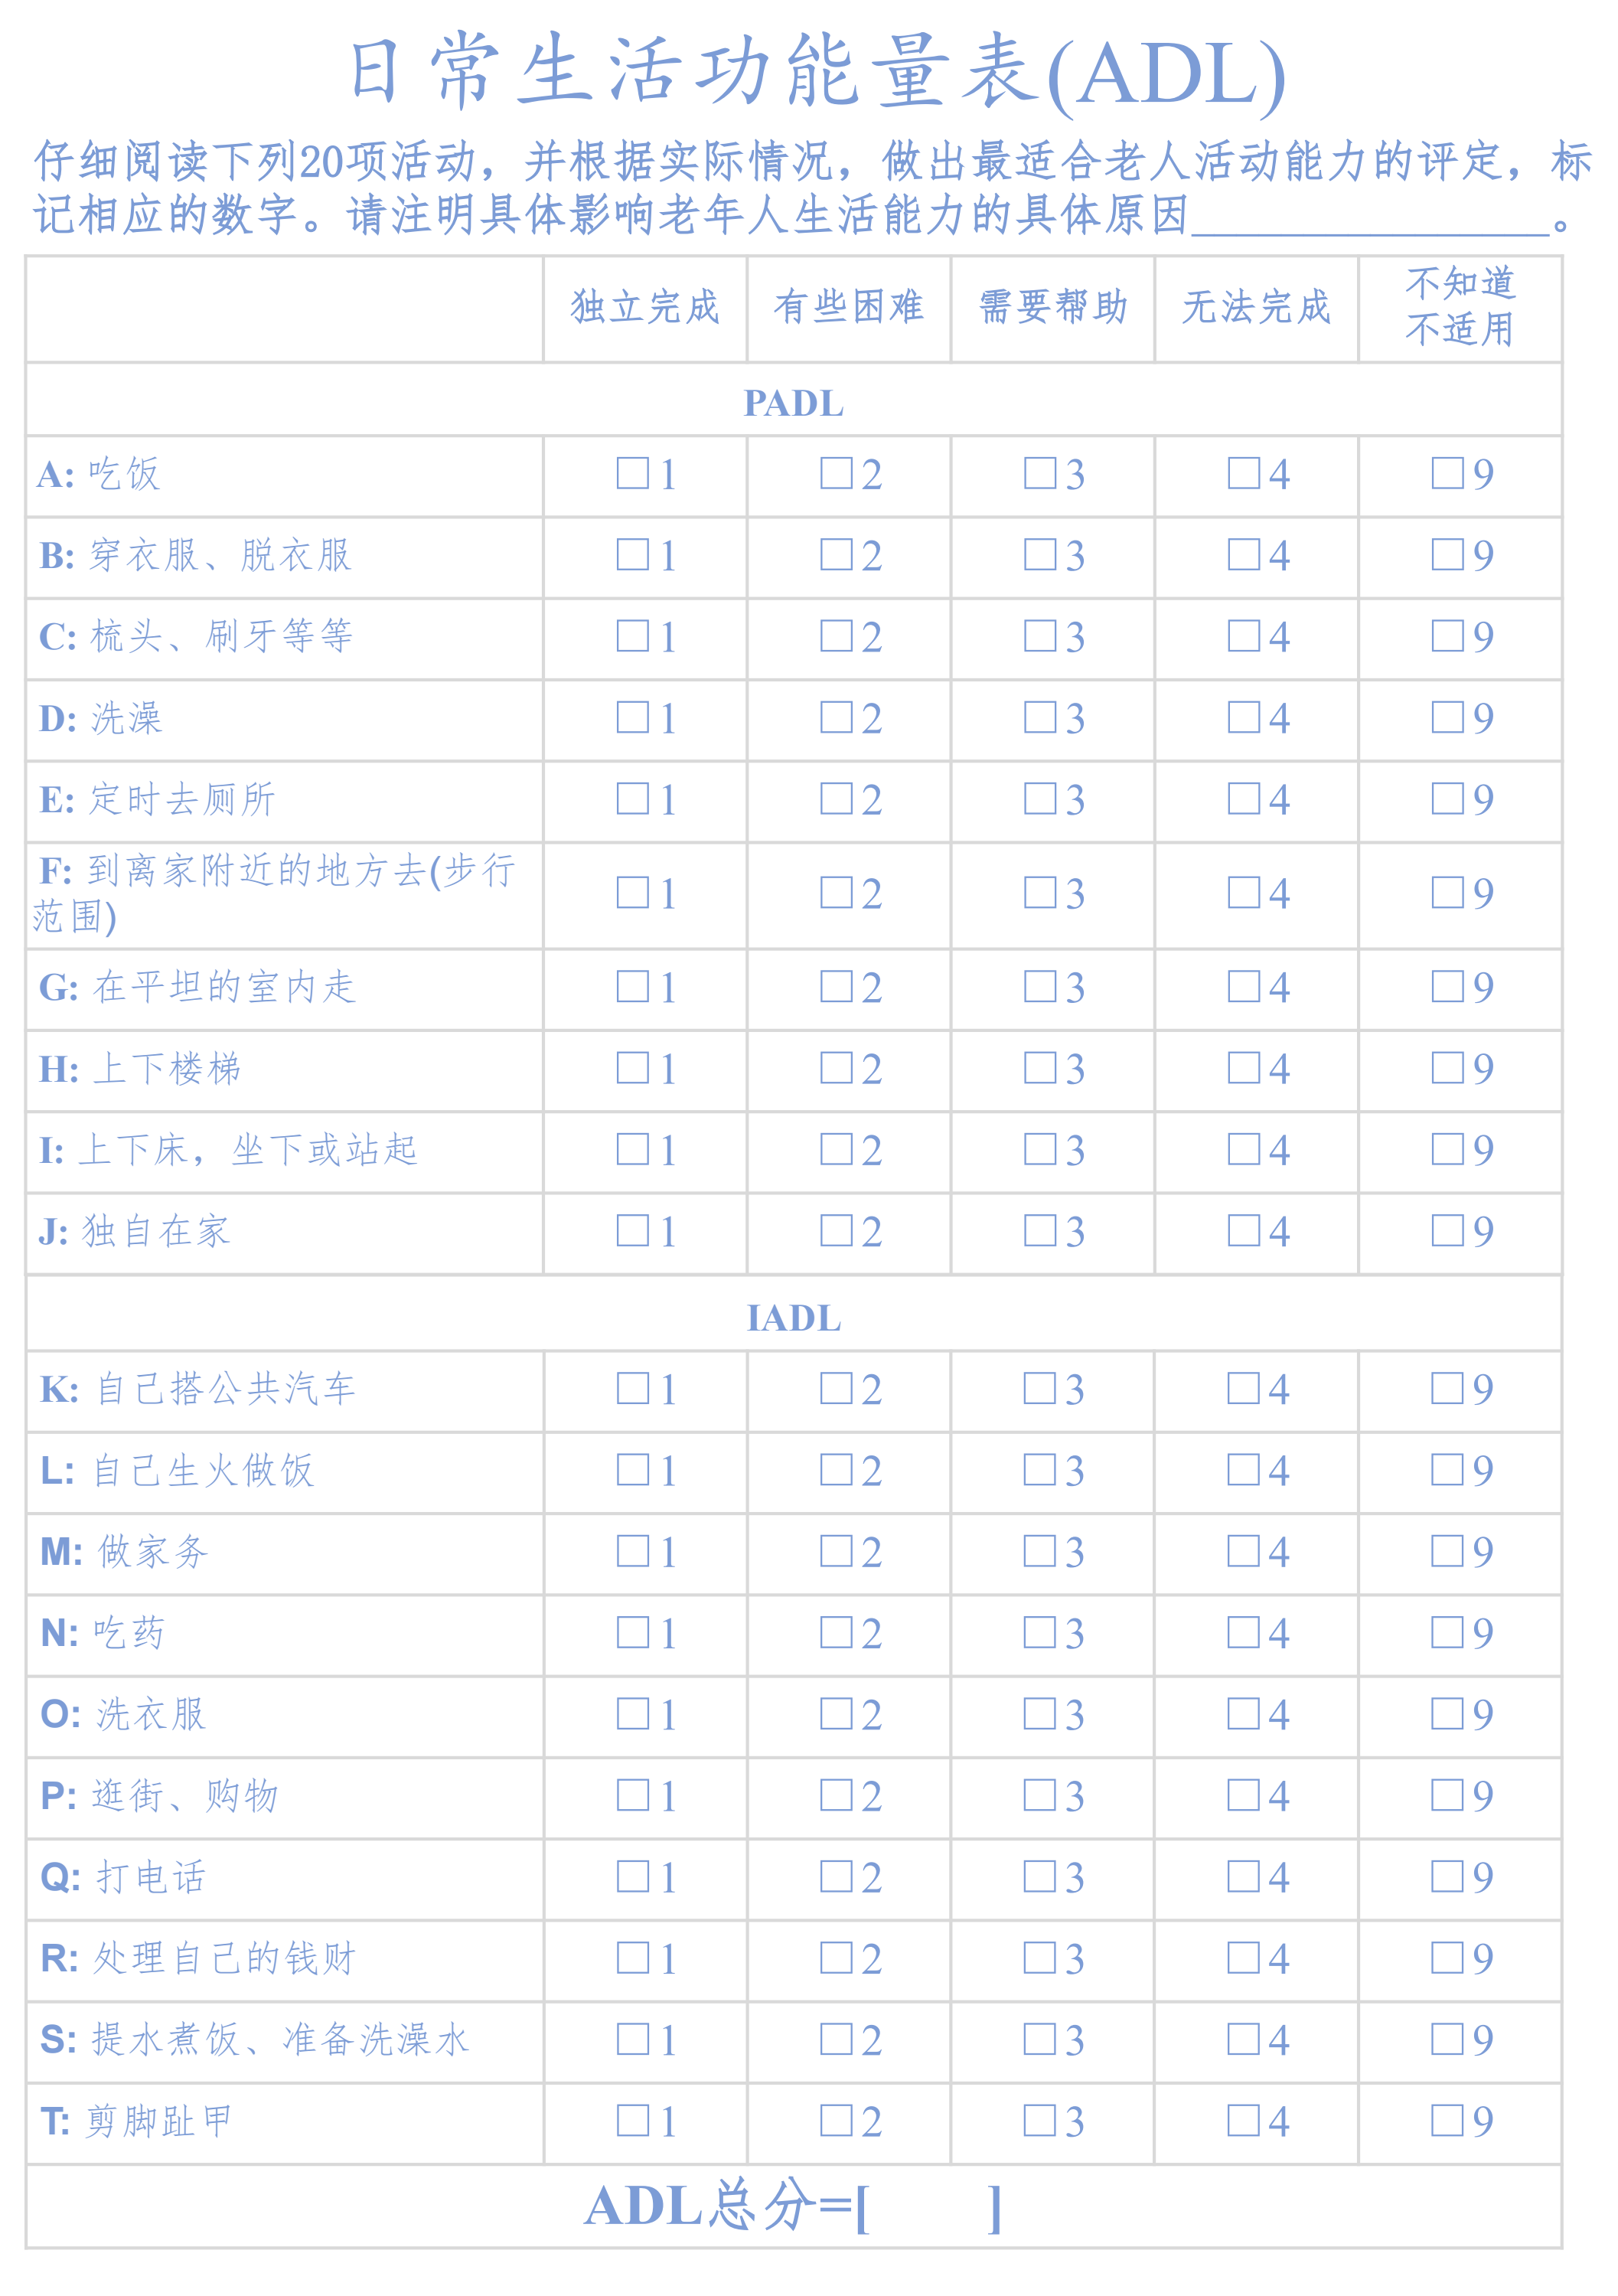 日常生活功能量表(ADL)
仔细阅读下列20项活动，并根据实际情况，做出最适合老人活动能力的评定，标
记相应的数字。请注明具体影响老年人生活能力的具体原因________________。
独立完成 有些困难 需要帮助 无法完成 不知道
不适用
PADL
A: 吃饭 □1 □2 □3 □4 □9
B: 穿衣服、脱衣服 □1 □2 □3 □4 □9
C: 梳头、刷牙等等 □1 □2 □3 □4 □9
D: 洗澡 □1 □2 □3 □4 □9
E: 定时去厕所 □1 □2 □3 □4 □9
F: 到离家附近的地方去(步行
范围) □1 □2 □3 □4 □9
G: 在平坦的室内走 □1 □2 □3 □4 □9
H: 上下楼梯 □1 □2 □3 □4 □9
I: 上下床，坐下或站起 □1 □2 □3 □4 □9
J: 独自在家 □1 □2 □3 □4 □9
IADL
K: 自己搭公共汽车 □1 □2 □3 □4 □9
L: 自己生火做饭 □1 □2 □3 □4 □9
M: 做家务 □1 □2 □3 □4 □9
N: 吃药 □1 □2 □3 □4 □9
O: 洗衣服 □1 □2 □3 □4 □9
P: 逛街、购物 □1 □2 □3 □4 □9
Q: 打电话 □1 □2 □3 □4 □9
R: 处理自己的钱财 □1 □2 □3 □4 □9
S: 提水煮饭、准备洗澡水 □1 □2 □3 □4 □9
T: 剪脚趾甲 □1 □2 □3 □4 □9
ADL总分=[ ]